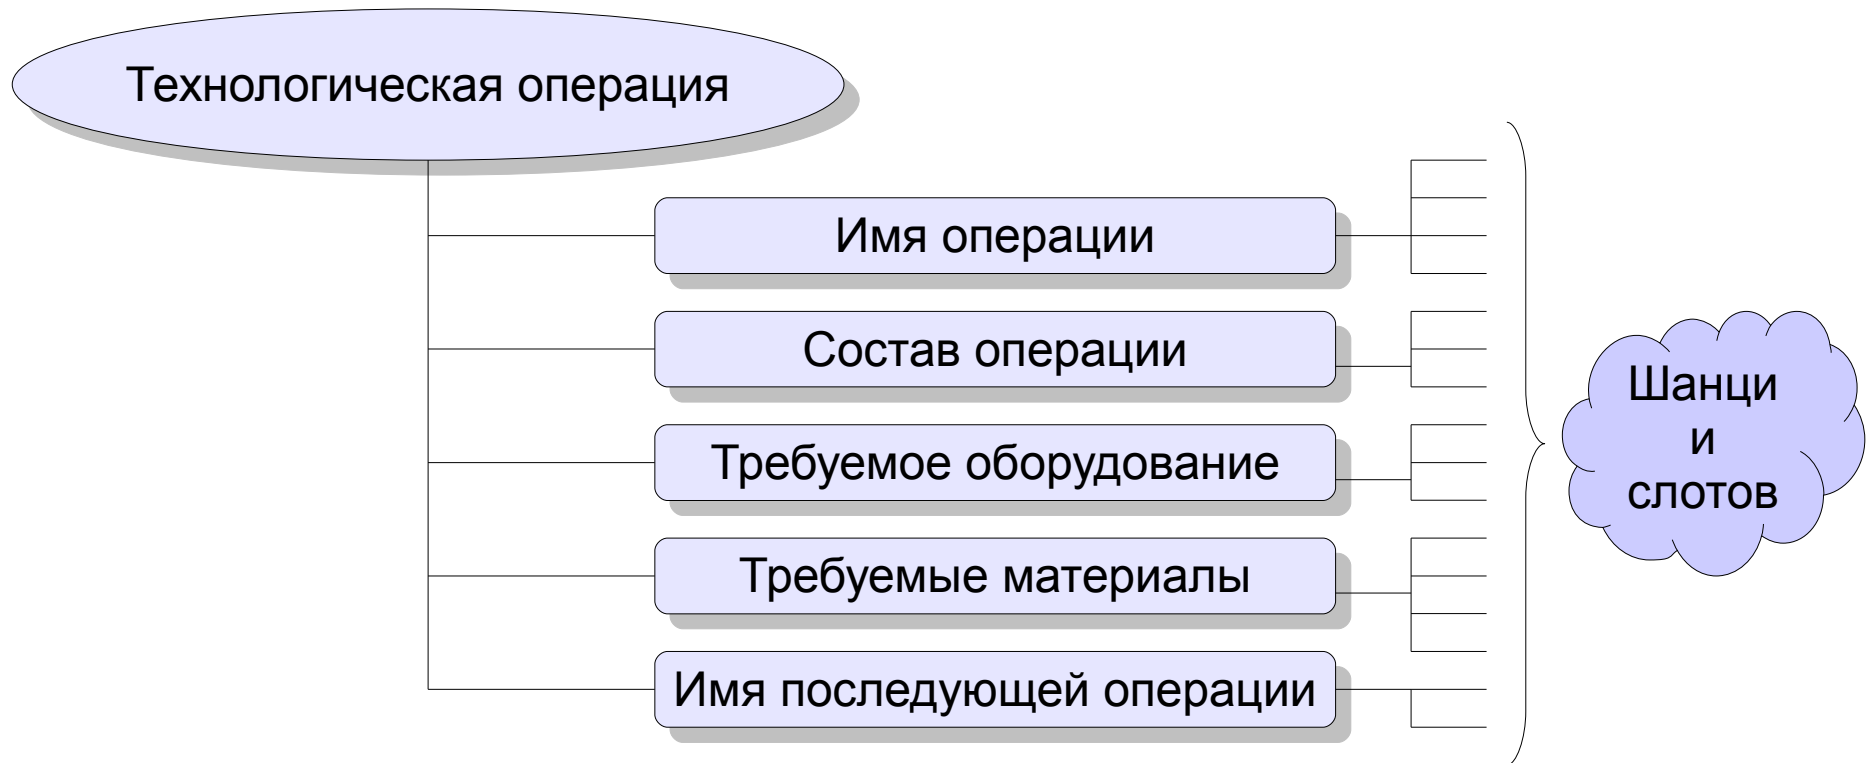 Технологическая операция
Имя операции
Состав операции
Требуемое оборудование
Требуемые материалы
Имя последующей операции
Шанци
и
слотов